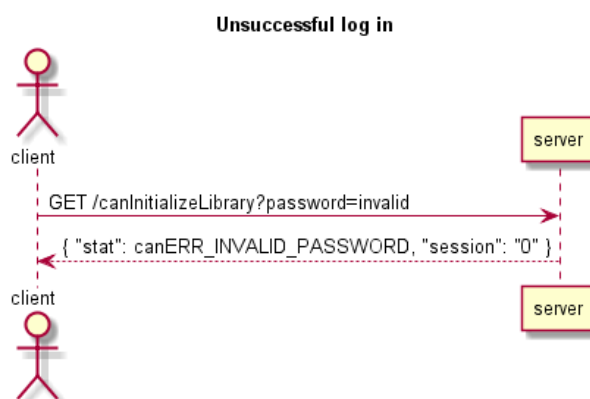 Unsuccessful log in
client
server
GET /canInitializeLibrary?password=invalid
{ "stat": canERR_INVALID_PASSWORD, "session": "0" }
client
server